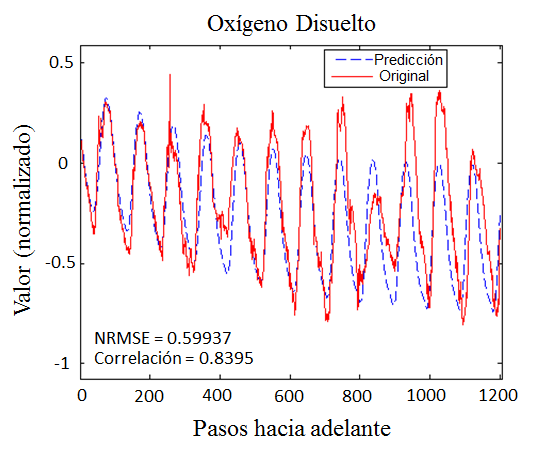 Oxígeno Disuelto
Predicción
Original
Valor (normalizado)
0.5
0
-0.5
-1
NRMSE = 0.59937
Correlación = 0.8395
0 200 400 600 800 1000 1200
Pasos hacia adelante